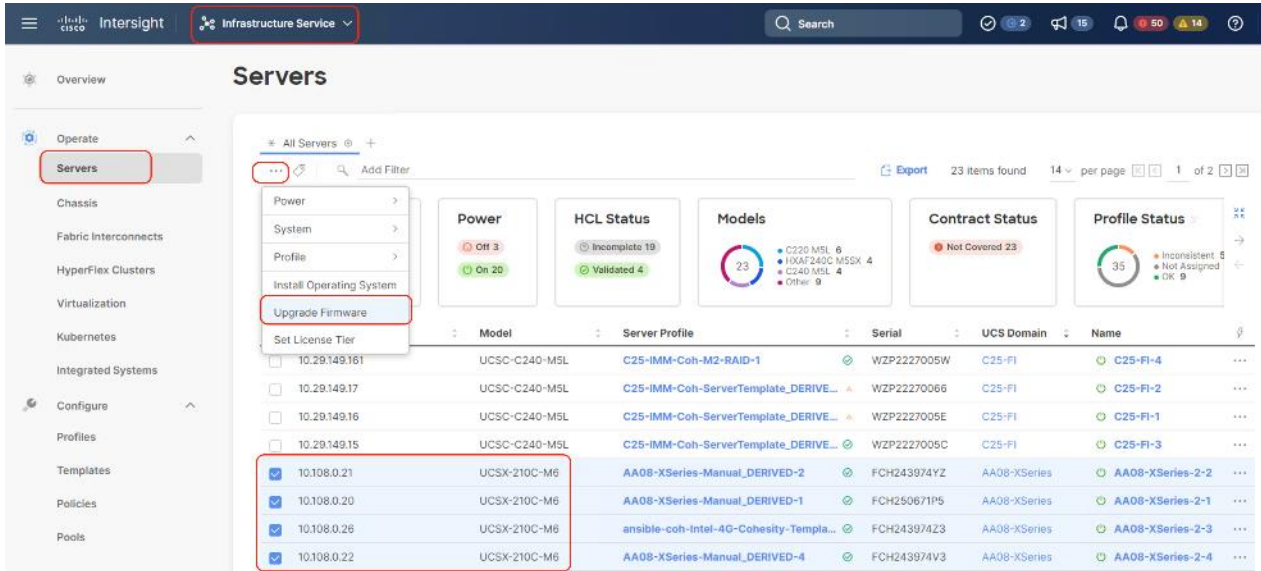 cisco Intersight Infrastructure Service Search 2 15 50 14
Overview
Servers
Operate
Servers
Chassis
Fabric Interconnects
HyperFlex Clusters
Virtualization
Kubernetes
Integrated Systems
Configure
Profiles
Templates
Policies
Pools
All Servers
... Add Filter Export 23 items found 14 per page 1 of 2
Power
System
Profile
Install Operating System
Upgrade Firmware
Set License Tier
Power
Off 3
On 20
HCL Status
Incomplete 19
Validated 4
Models
23
C220 M5L 6
HXAF240C M5SX 4
C240 M5L 4
Other 9
Contract Status
Not Covered 23
Profile Status
35
Inconsistent 5
Not Assigned
OK 9
Model Server Profile Serial UCS Domain Name
10.29.149.161 UCSC-C240-M5L C25-IMM-Coh-M2-RAID-1 WZP2227005W C25-FI C25-FI-4 ...
10.29.149.17 UCSC-C240-M5L C25-IMM-Coh-ServerTemplate_DERIVE... WZP22270066 C25-FI C25-FI-2 ...
10.29.149.16 UCSC-C240-M5L C25-IMM-Coh-ServerTemplate_DERIVE... WZP2227005E C25-FI C25-FI-1 ...
10.29.149.15 UCSC-C240-M5L C25-IMM-Coh-ServerTemplate_DERIVE... WZP2227005C C25-FI C25-FI-3 ...
10.108.0.21 UCSX-210C-M6 AA08-XSeries-Manual_DERIVED-2 FCH243974YZ AA08-XSeries AA08-XSeries-2-2 ...
10.108.0.20 UCSX-210C-M6 AA08-XSeries-Manual_DERIVED-1 FCH250671P5 AA08-XSeries AA08-XSeries-2-1 ...
10.108.0.26 UCSX-210C-M6 ansible-coh-Intel-4G-Cohesity-Templa... FCH243974Z3 AA08-XSeries AA08-XSeries-2-3 ...
10.108.0.22 UCSX-210C-M6 AA08-XSeries-Manual_DERIVED-4 FCH243974V3 AA08-XSeries AA08-XSeries-2-4 ...